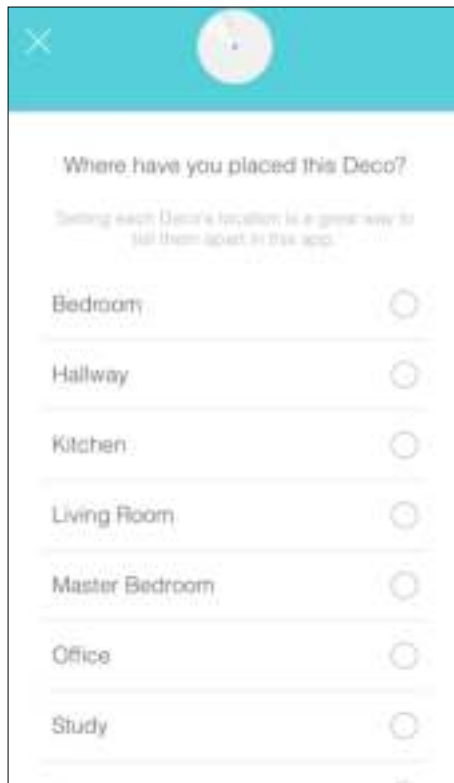 Where have you placed this Deco?
Setting each Deco's location is a great way to
tell them apart in this app.
Bedroom
Hallway
Kitchen
Living Room
Master Bedroom
Office
Study